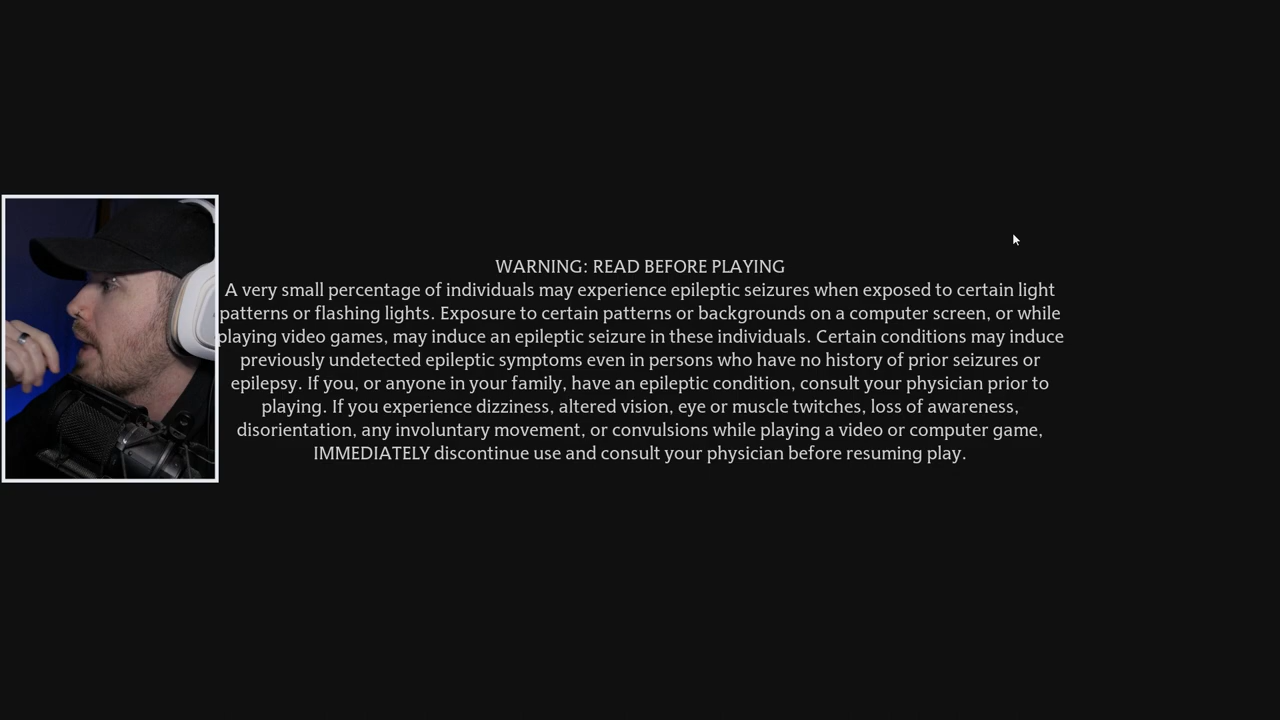 WARNING: READ BEFORE PLAYING
A very small percentage of individuals may experience epileptic seizures when exposed to certain light
patterns or flashing lights. Exposure to certain patterns or backgrounds on a computer screen, or while
playing video games, may induce an epileptic seizure in these individuals. Certain conditions may induce
previously undetected epileptic symptoms even in persons who have no history of prior seizures or
epilepsy. If you, or anyone in your family, have an epileptic condition, consult your physician prior to
playing. If you experience dizziness, altered vision, eye or muscle twitches, loss of awareness,
disorientation, any involuntary movement, or convulsions while playing a video or computer game,
IMMEDIATELY discontinue use and consult your physician before resuming play.